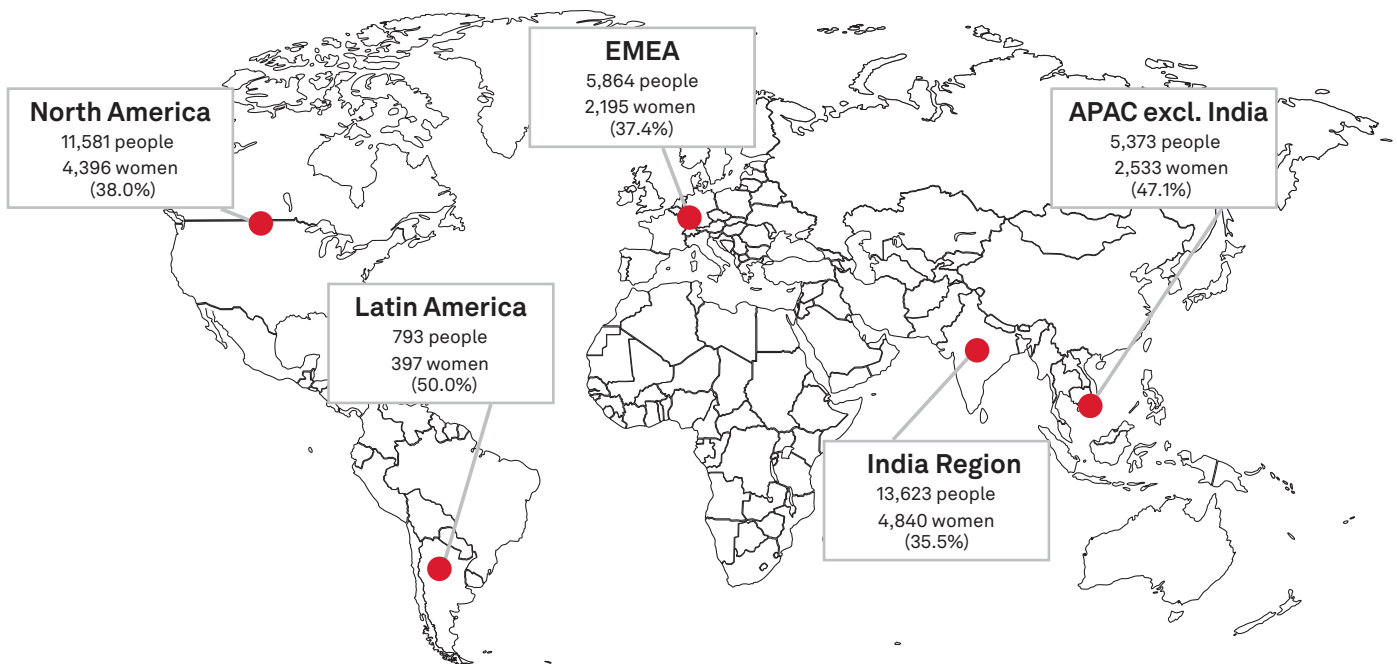 EMEA
5,864 people
2,195 women
(37.4%)
North America
11,581 people
4,396 women
(38.0%)
APAC excl. India
5,373 people
2,533 women
(47.1%)
Latin America
793 people
397 women
(50.0%)
India Region
13,623 people
4,840 women
(35.5%)